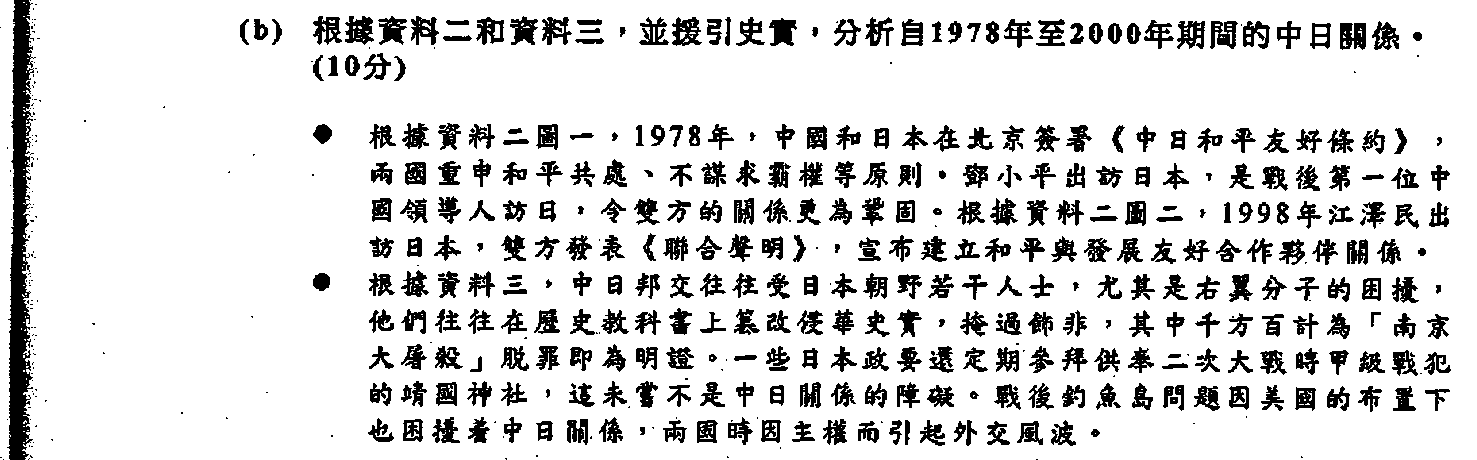 (b) 根據資料二和資料三，並援引史實，分析自1978年至2000年期間的中日關係。
(10分)
● 根據資料二圖一，1978年，中國和日本在北京簽署《中日和平友好條約》，
兩國重申和平共處、不謀求霸權等原則。鄧小平出訪日本，是戰後第一位中
國領導人訪日，令雙方的關係更為鞏固。根據資料二圖二，1998年江澤民出
訪日本，雙方發表《聯合聲明》，宣布建立和平與發展友好合作夥伴關係。
● 根據資料三，中日邦交往往受日本朝野若干人士，尤其是右翼分子的困擾，
他們往往在歷史教科書上篡改侵華史實，掩過飾非，其中千方百計為「南京
大屠殺」脫罪即為明證。一些日本政要還定期參拜供奉二次大戰時甲級戰犯
的靖國神社，這未嘗不是中日關係的障礙。戰後釣魚島問題因美國的布置下
也困擾着中日關係，兩國時因主權而引起外交風波。